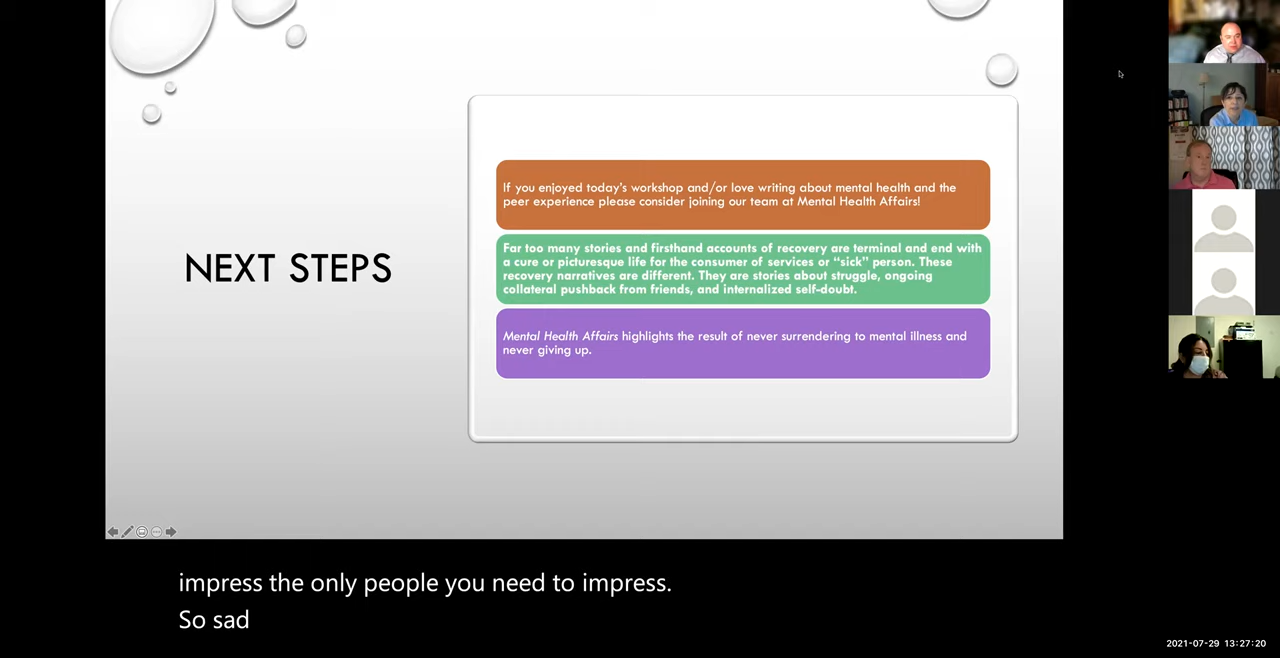 NEXT STEPS
If you enjoyed today's workshop and/or love writing about mental health and the
peer experience please consider joining our team at Mental Health Affairs!
Far too many stories and firsthand accounts of recovery are terminal and end with
a cure or picturesque life for the consumer of services or “sick” person. These
recovery narratives are different. They are stories about struggle, ongoing
collateral pushback from friends, and internalized self-doubt.
Mental Health Affairs highlights the result of never surrendering to mental illness and
never giving up.
impress the only people you need to impress.
So sad
2021-07-29 13:27:20